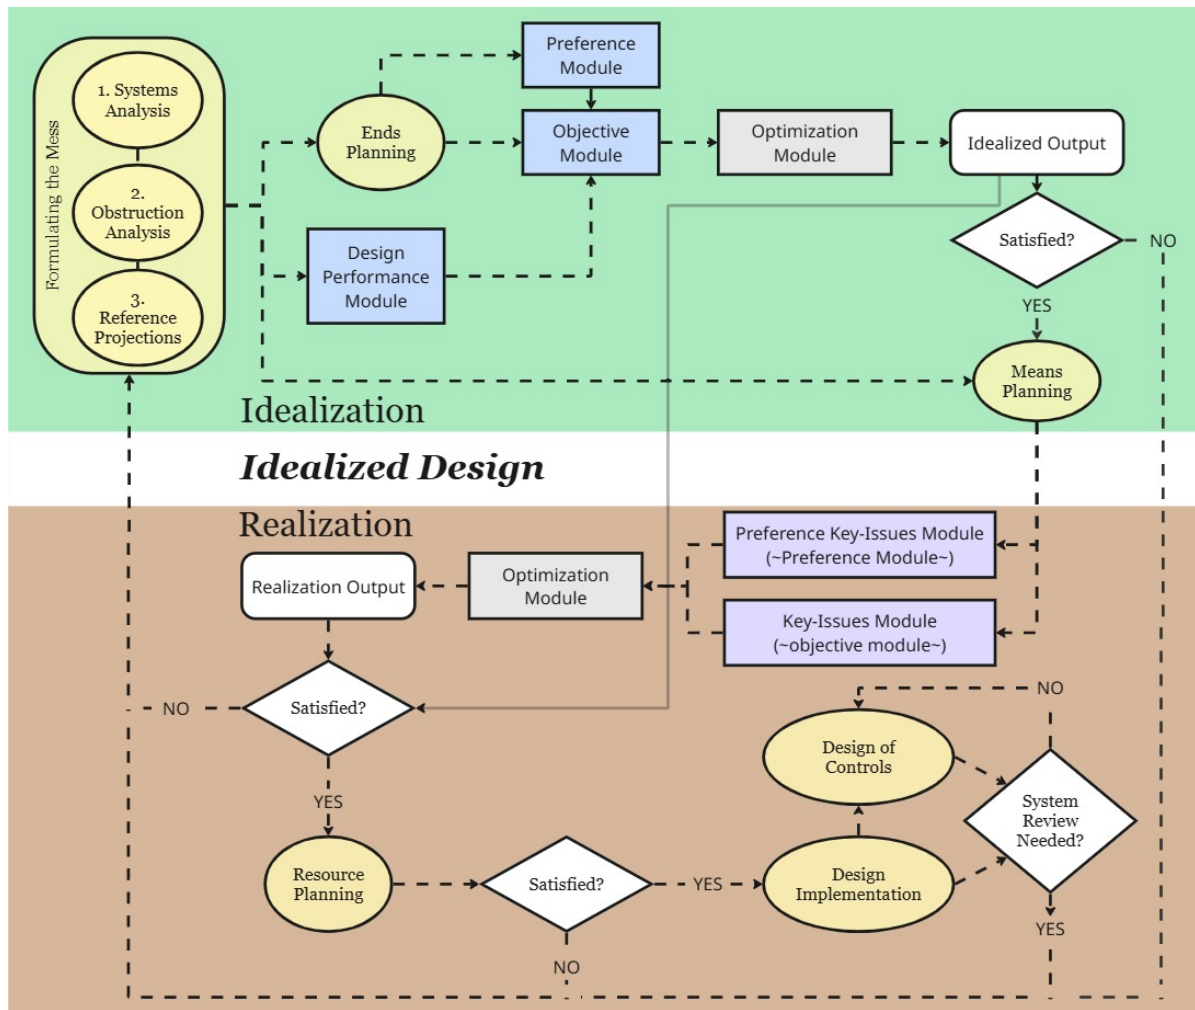 Formulating the Mess
1. Systems
Analysis
2.
Obstruction
Analysis
3.
Reference
Projections
Ends
Planning
Preference
Module
Objective
Module
Design
Performance
Module
Optimization
Module
Idealized Output
Satisfied?
NO
YES
Means
Planning
Idealization
Idealized Design
Realization
Preference Key-Issues Module
(~Preference Module~)
Key-Issues Module
(~objective module~)
Optimization
Module
Realization Output
Satisfied?
NO
YES
Resource
Planning
Satisfied?
YES
NO
Design
Implementation
Design of
Controls
NO
System
Review
Needed?
YES